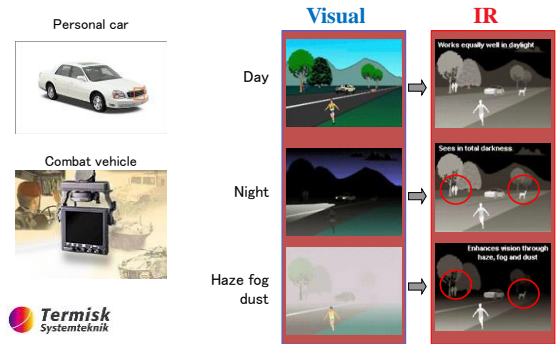 Personal car
Combat vehicle
Termisk
Systemteknik
Visual
IR
Day
Works equally well in daylight
Night
Sees in total darkness
Haze fog
dust
Enhances vision through
haze, fog and dust